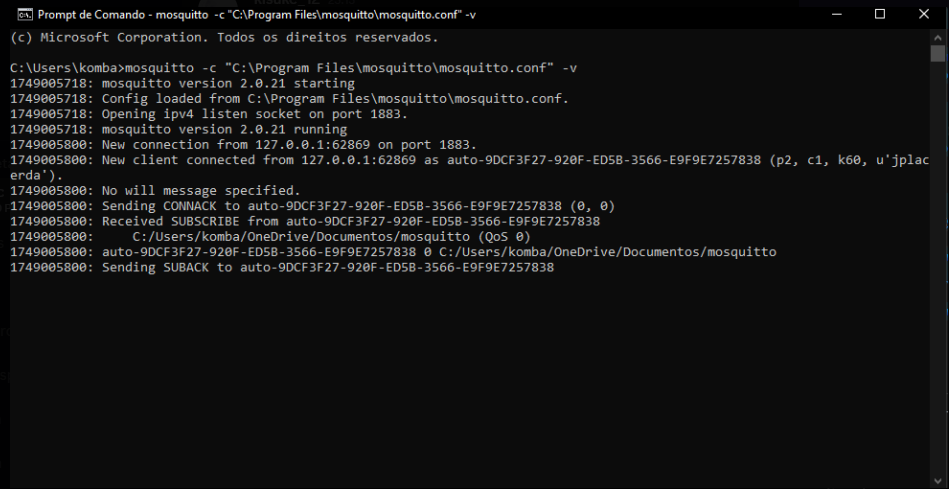 Prompt de Comando - mosquitto -c "C:\Program Files\mosquitto\mosquitto.conf" -v
(c) Microsoft Corporation. Todos os direitos reservados.
C:\Users\komba>mosquitto -c "C:\Program Files\mosquitto\mosquitto.conf" -v
1749005718: mosquitto version 2.0.21 starting
1749005718: Config loaded from C:\Program Files\mosquitto\mosquitto.conf.
1749005718: Opening ipv4 listen socket on port 1883.
1749005718: mosquitto version 2.0.21 running
1749005800: New connection from 127.0.0.1:62869 on port 1883.
1749005800: New client connected from 127.0.0.1:62869 as auto-9DCF3F27-920F-ED5B-3566-E9F9E7257838 (p2, c1, k60, u'jplac
erda').
1749005800: No will message specified.
1749005800: Sending CONNACK to auto-9DCF3F27-920F-ED5B-3566-E9F9E7257838 (0, 0)
1749005800: Received SUBSCRIBE from auto-9DCF3F27-920F-ED5B-3566-E9F9E7257838
1749005800:     C:/Users/komba/OneDrive/Documentos/mosquitto (QoS 0)
1749005800: auto-9DCF3F27-920F-ED5B-3566-E9F9E7257838 0 C:/Users/komba/OneDrive/Documentos/mosquitto
1749005800: Sending SUBACK to auto-9DCF3F27-920F-ED5B-3566-E9F9E7257838